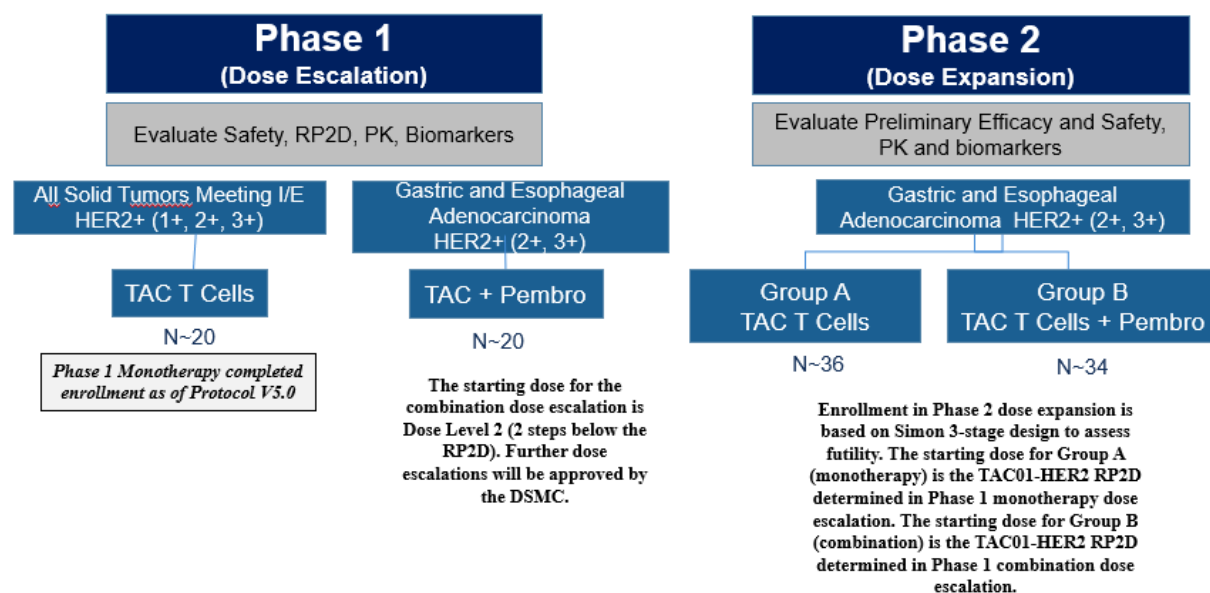 Phase 1
(Dose Escalation)
Evaluate Safety, RP2D, PK, Biomarkers
All Solid Tumors Meeting I/E
HER2+ (1+, 2+, 3+)
TAC T Cells
N~20
Phase 1 Monotherapy completed
enrollment as of Protocol V5.0
Gastric and Esophageal
Adenocarcinoma
HER2+ (2+, 3+)
TAC + Pembro
N~20
The starting dose for the
combination dose escalation is
Dose Level 2 (2 steps below the
RP2D). Further dose
escalations will be approved by
the DSMC.
Phase 2
(Dose Expansion)
Evaluate Preliminary Efficacy and Safety,
PK and biomarkers
Gastric and Esophageal
Adenocarcinoma HER2+ (2+, 3+)
Group A
TAC T Cells
N~36
Group B
TAC T Cells + Pembro
N~34
Enrollment in Phase 2 dose expansion is
based on Simon 3-stage design to assess
futility. The starting dose for Group A
(monotherapy) is the TAC01-HER2 RP2D
determined in Phase 1 monotherapy dose
escalation. The starting dose for Group B
(combination) is the TAC01-HER2 RP2D
determined in Phase 1 combination dose
escalation.